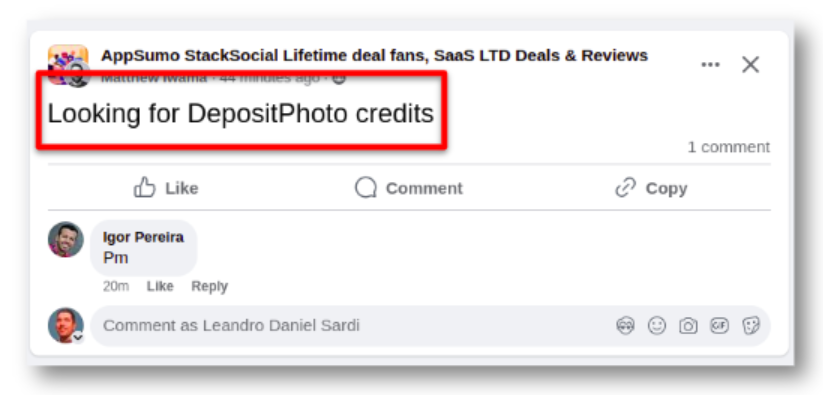 AppSumo StackSocial Lifetime deal fans, SaaS LTD Deals & Reviews
Matthew Iwama · 44 minutes ago ·
Looking for DepositPhoto credits
1 comment
Like Comment Copy
Igor Pereira
Pm
20m Like Reply
Comment as Leandro Daniel Sardi
GIF